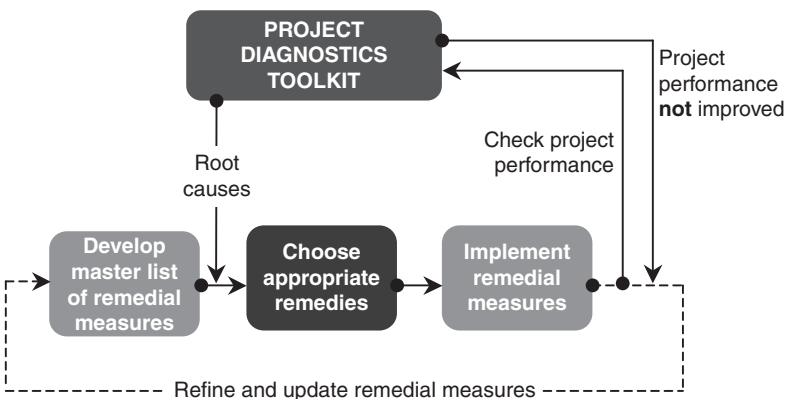 PROJECT
DIAGNOSTICS
TOOLKIT
Project
performance
not improved
Check project
performance
Root
causes
Develop
master list
of remedial
measures
Choose
appropriate
remedies
Implement
remedial
measures
Refine and update remedial measures